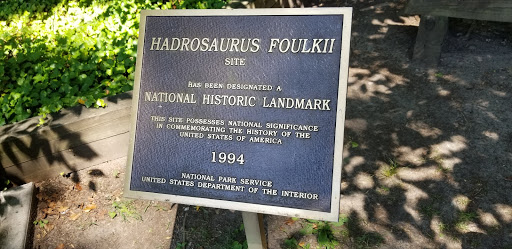 HADROSAURUS FOULKII
SITE
HAS BEEN DESIGNATED A
NATIONAL HISTORIC LANDMARK
THIS SITE POSSESSES NATIONAL SIGNIFICANCE
IN COMMEMORATING THE HISTORY OF THE
UNITED STATES OF AMERICA
1994
NATIONAL PARK SERVICE
UNITED STATES DEPARTMENT OF THE INTERIOR